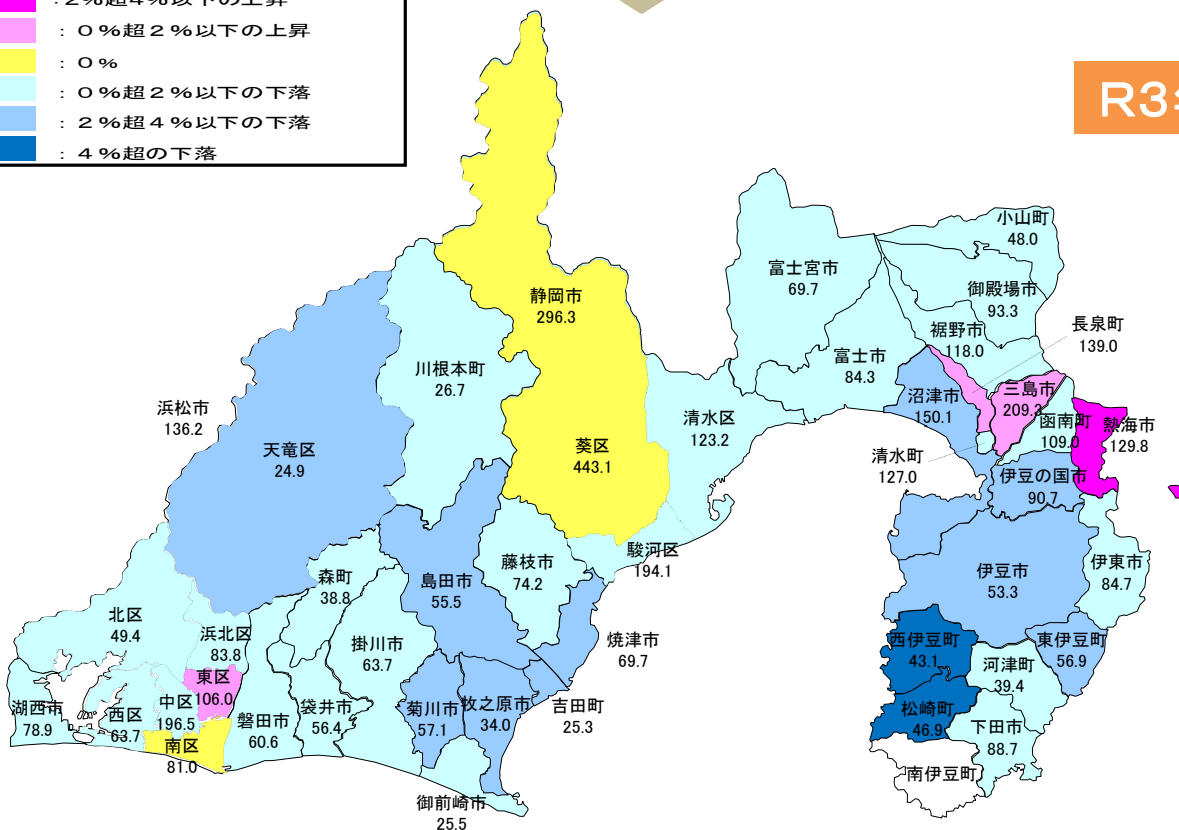 :2%超4%以下の上昇
:0%超2%以下の上昇
:0%
:0%超2%以下の下落
:2%超4%以下の下落
:4%超の下落
R3
小山町
48.0
富士宮市
69.7
御殿場市
93.3
静岡市
296.3
裾野市
118.0
長泉町
139.0
富士市
84.3
川根本町
26.7
三島市
209.3
沼津市
150.1
浜松市
136.2
清水区
123.2
函南町
109.0
熱海市
129.8
天竜区
24.9
葵区
443.1
清水町
127.0
伊豆の国市
90.7
駿河区
194.1
藤枝市
74.2
伊東市
84.7
島田市
55.5
伊豆市
53.3
森町
38.8
北区
49.4
浜北区
83.8
掛川市
63.7
焼津市
69.7
西伊豆町
43.1
東伊豆町
56.9
河津町
39.4
東区
106.0
中区
196.5
湖西市
78.9
西区
63.7
磐田市
60.6
袋井市
56.4
菊川市
57.1
牧之原市
34.0
吉田町
25.3
松崎町
46.9
下田市
88.7
南区
81.0
南伊豆町
御前崎市
25.5